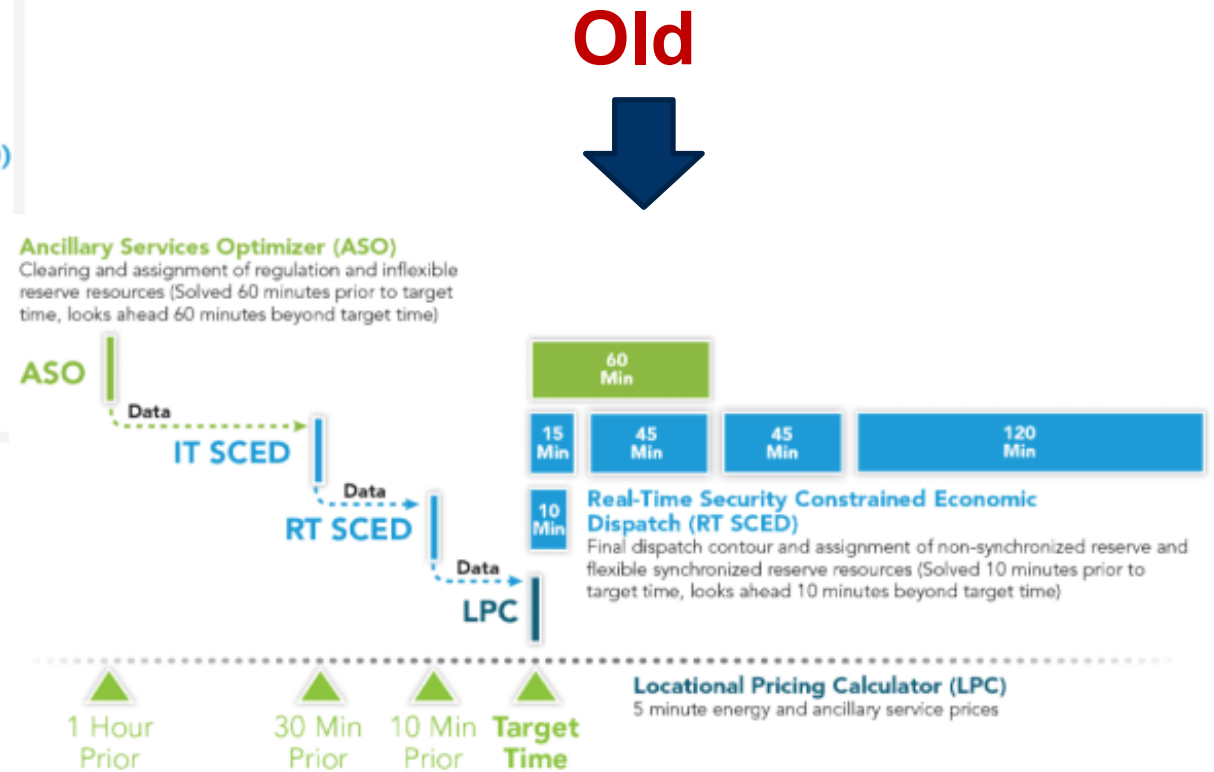 Old
)
Ancillary Services Optimizer (ASO)
Clearing and assignment of regulation and inflexible
reserve resources (Solved 60 minutes prior to target
time, looks ahead 60 minutes beyond target time)
ASO
60
Min
Data
IT SCED
15
Min
45
Min
45
Min
120
Min
Data
RT SCED
10
Min
Real-Time Security Constrained Economic
Dispatch (RT SCED)
Final dispatch contour and assignment of non-synchronized reserve and
flexible synchronized reserve resources (Solved 10 minutes prior to
target time, looks ahead 10 minutes beyond target time)
Data
LPC
Locational Pricing Calculator (LPC)
5 minute energy and ancillary service prices
1 Hour
Prior
30 Min
Prior
10 Min
Prior
Target
Time